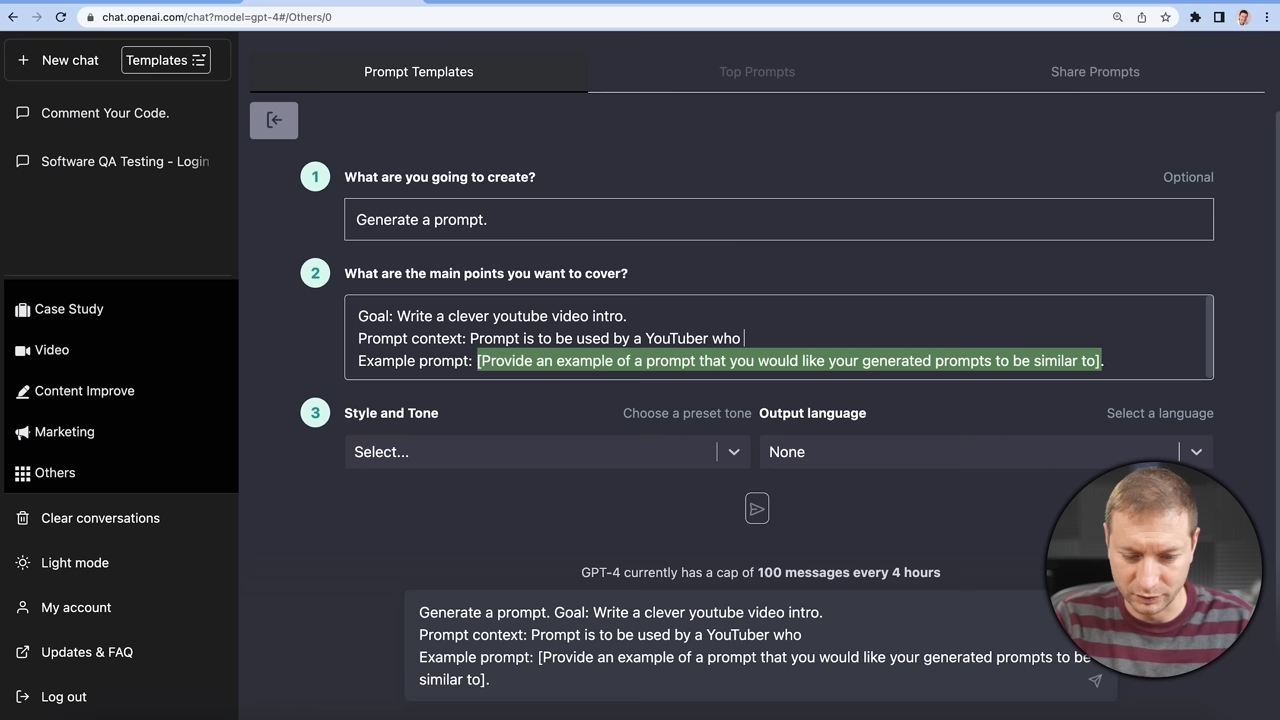 chat.openai.com/chat?model=gpt-4#/Others/0
New chat
Templates
Comment Your Code.
Software QA Testing - Login
Case Study
Video
Content Improve
Marketing
Others
Clear conversations
Light mode
My account
Updates & FAQ
Log out
Prompt Templates
Top Prompts
Share Prompts
1 What are you going to create? Optional
Generate a prompt.
2 What are the main points you want to cover?
Goal: Write a clever youtube video intro.
Prompt context: Prompt is to be used by a YouTuber who
Example prompt: [Provide an example of a prompt that you would like your generated prompts to be similar to].
3 Style and Tone Choose a preset tone Output language Select a language
Select... None
GPT-4 currently has a cap of 100 messages every 4 hours
Generate a prompt. Goal: Write a clever youtube video intro.
Prompt context: Prompt is to be used by a YouTuber who
Example prompt: [Provide an example of a prompt that you would like your generated prompts to be
similar to].